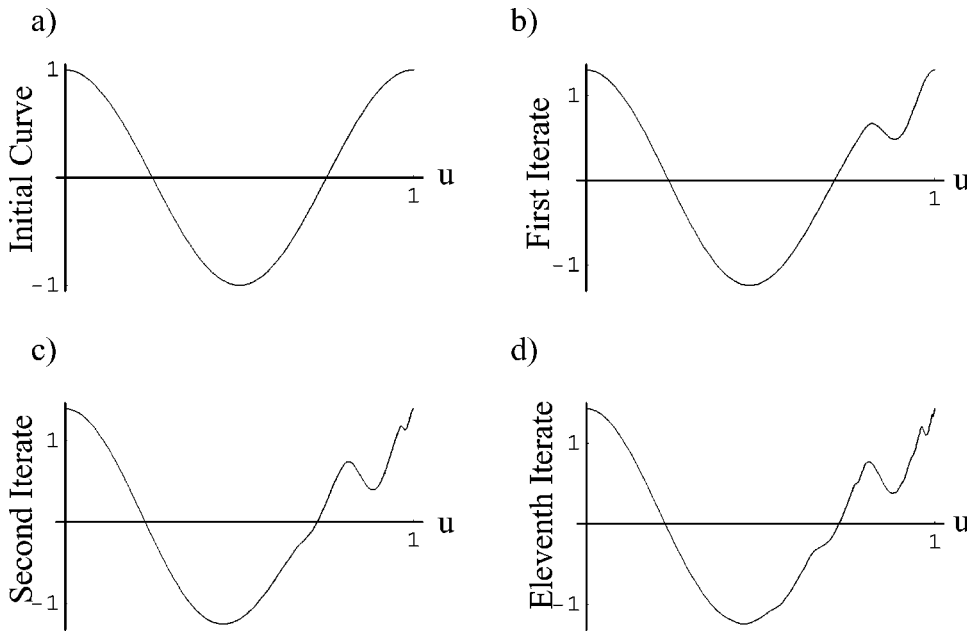 a)
1
Initial Curve
u
1
-1
b)
1
First Iterate
u
1
-1
c)
1
Second Iterate
u
1
-1
d)
1
Eleventh Iterate
u
1
-1